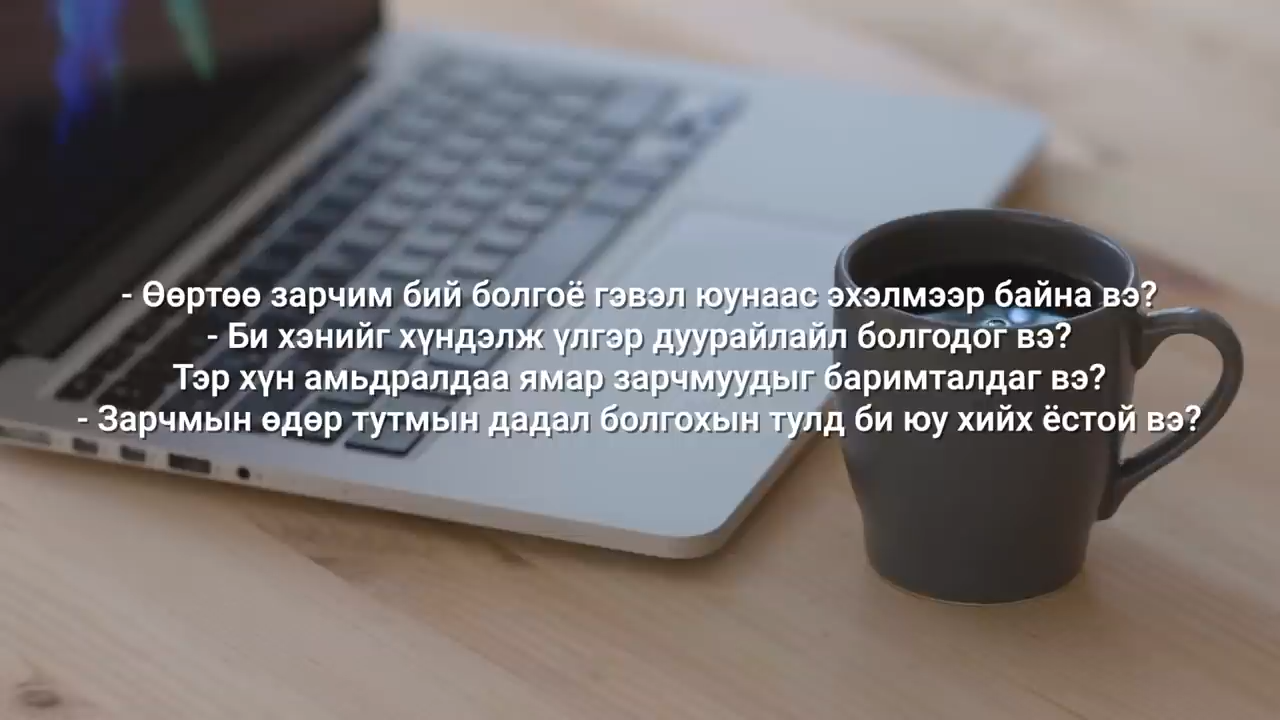 - Өөртөө зарчим бий болгоё гэвэл юунаас эхэлмээр байна вэ?
- Би хэнийг хүндэлж үлгэр дуурайлайл болгодог вэ?
Тэр хүн амьдралдаа ямар зарчмуудыг баримталдаг вэ?
- Зарчмын өдөр тутмын дадал болгохын тулд би юу хийх ёстой вэ?